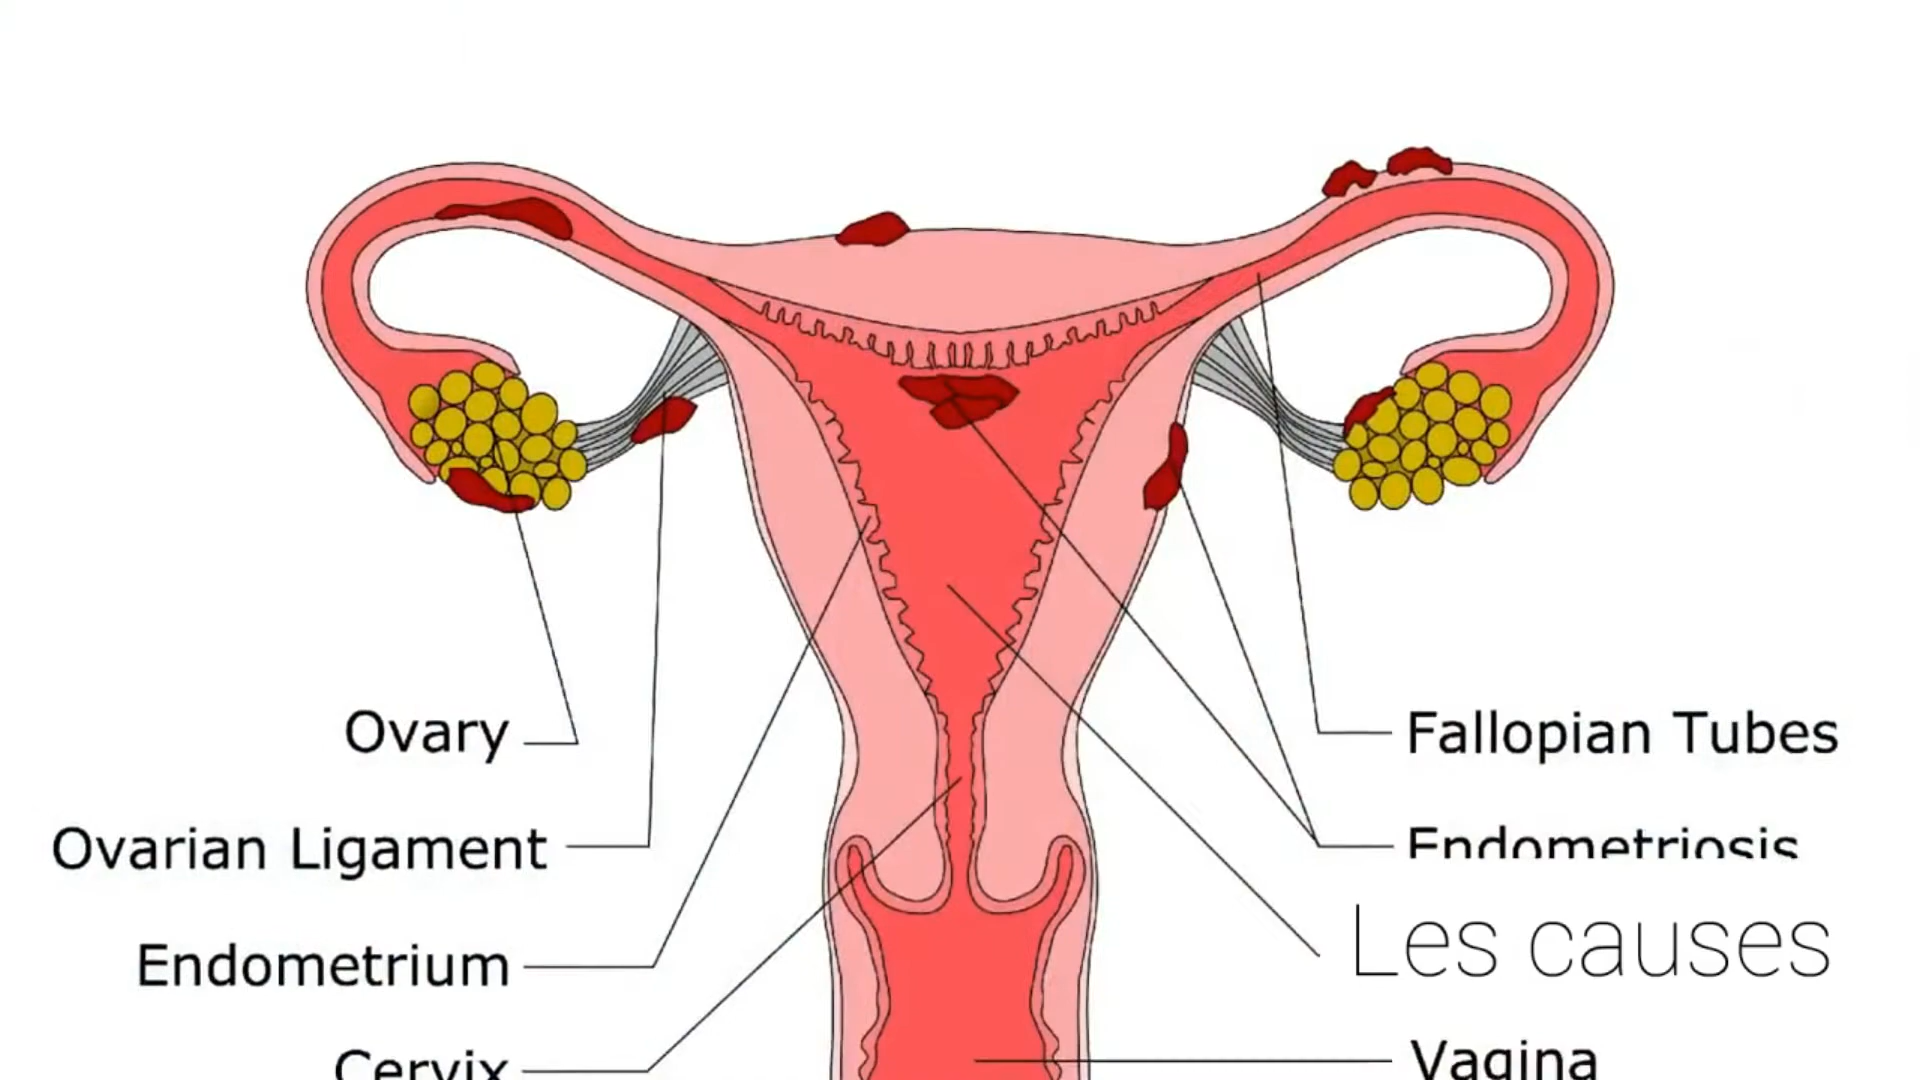 Ovary
Fallopian Tubes
Ovarian Ligament
Endometriosis
Les causes
Endometrium
Cervix
Vagina